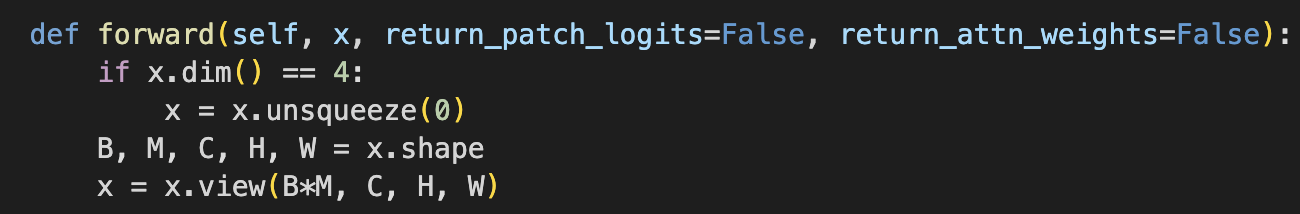 def forward(self, x, return_patch_logits=False, return_attn_weights=False):
    if x.dim() == 4:
        x = x.unsqueeze(0)
    B, M, C, H, W = x.shape
    x = x.view(B*M, C, H, W)